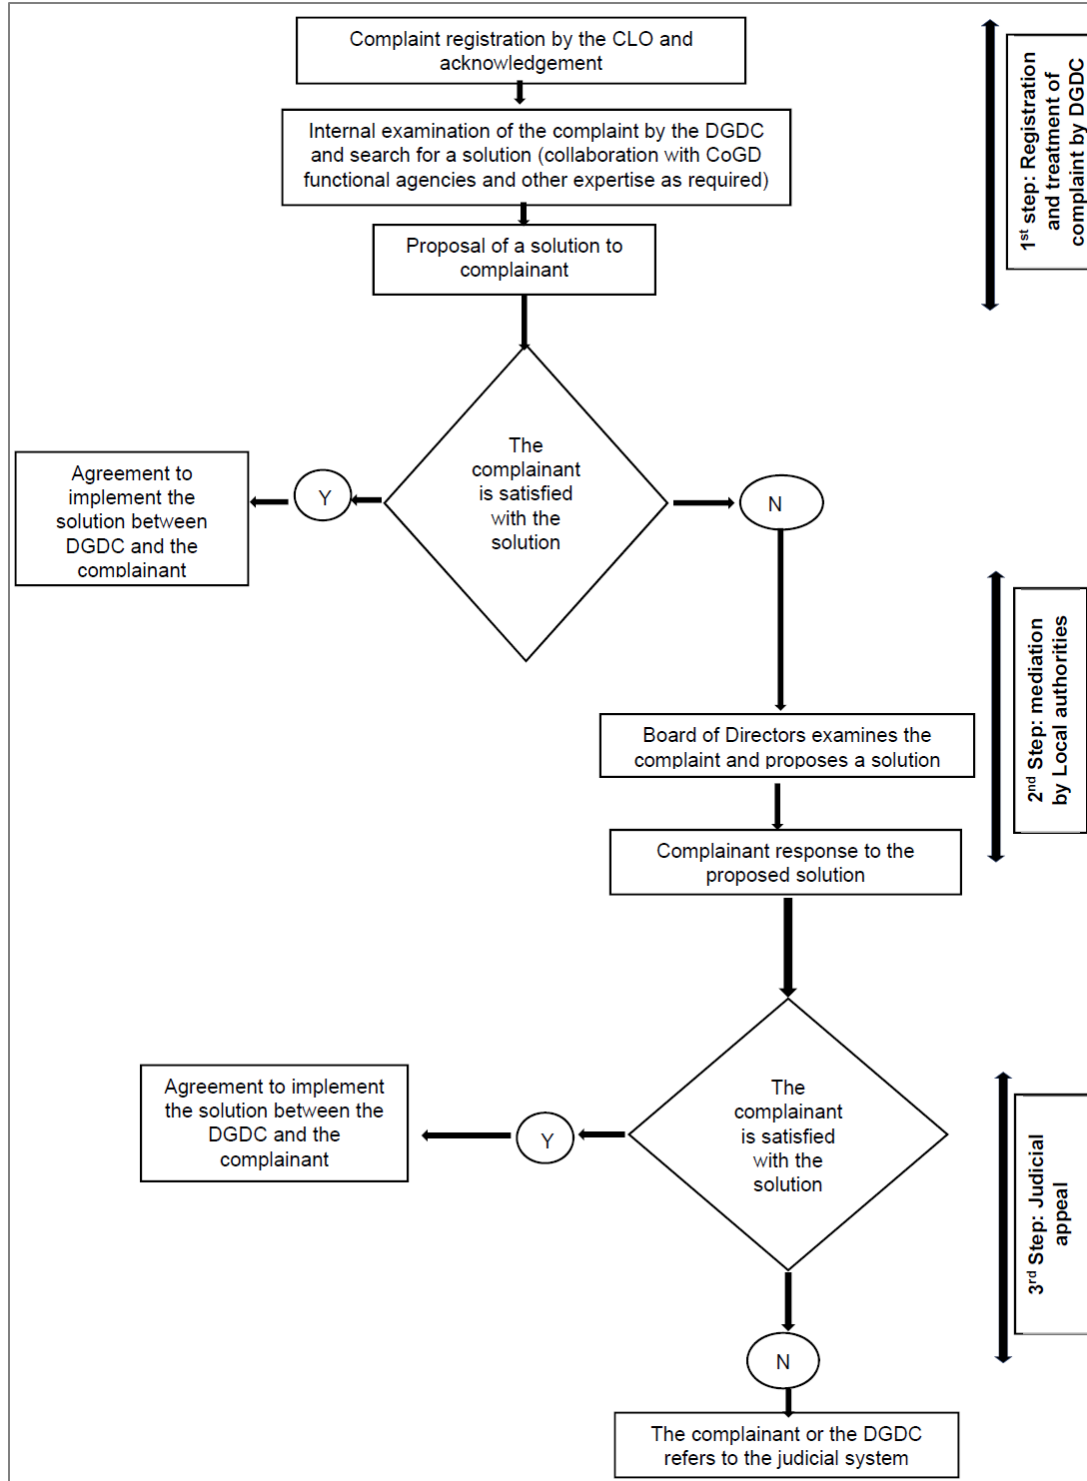 Complaint registration by the CLO and
acknowledgement
Internal examination of the complaint by the DGDC
and search for a solution (collaboration with CoGD
functional agencies and other expertise as required)
Proposal of a solution to
complainant
1st step: Registration
and treatment of
complaint by DGDC
The
complainant
is satisfied
with the
solution
Y
N
Agreement to
implement the
solution between
DGDC and the
complainant
Board of Directors examines the
complaint and proposes a solution
Complainant response to the
proposed solution
2nd Step: mediation
by Local authorities
The
complainant
is satisfied
with the
solution
Y
Agreement to implement
the solution between the
DGDC and the
complainant
N
The complainant or the DGDC
refers to the judicial system
3rd Step: Judicial
appeal